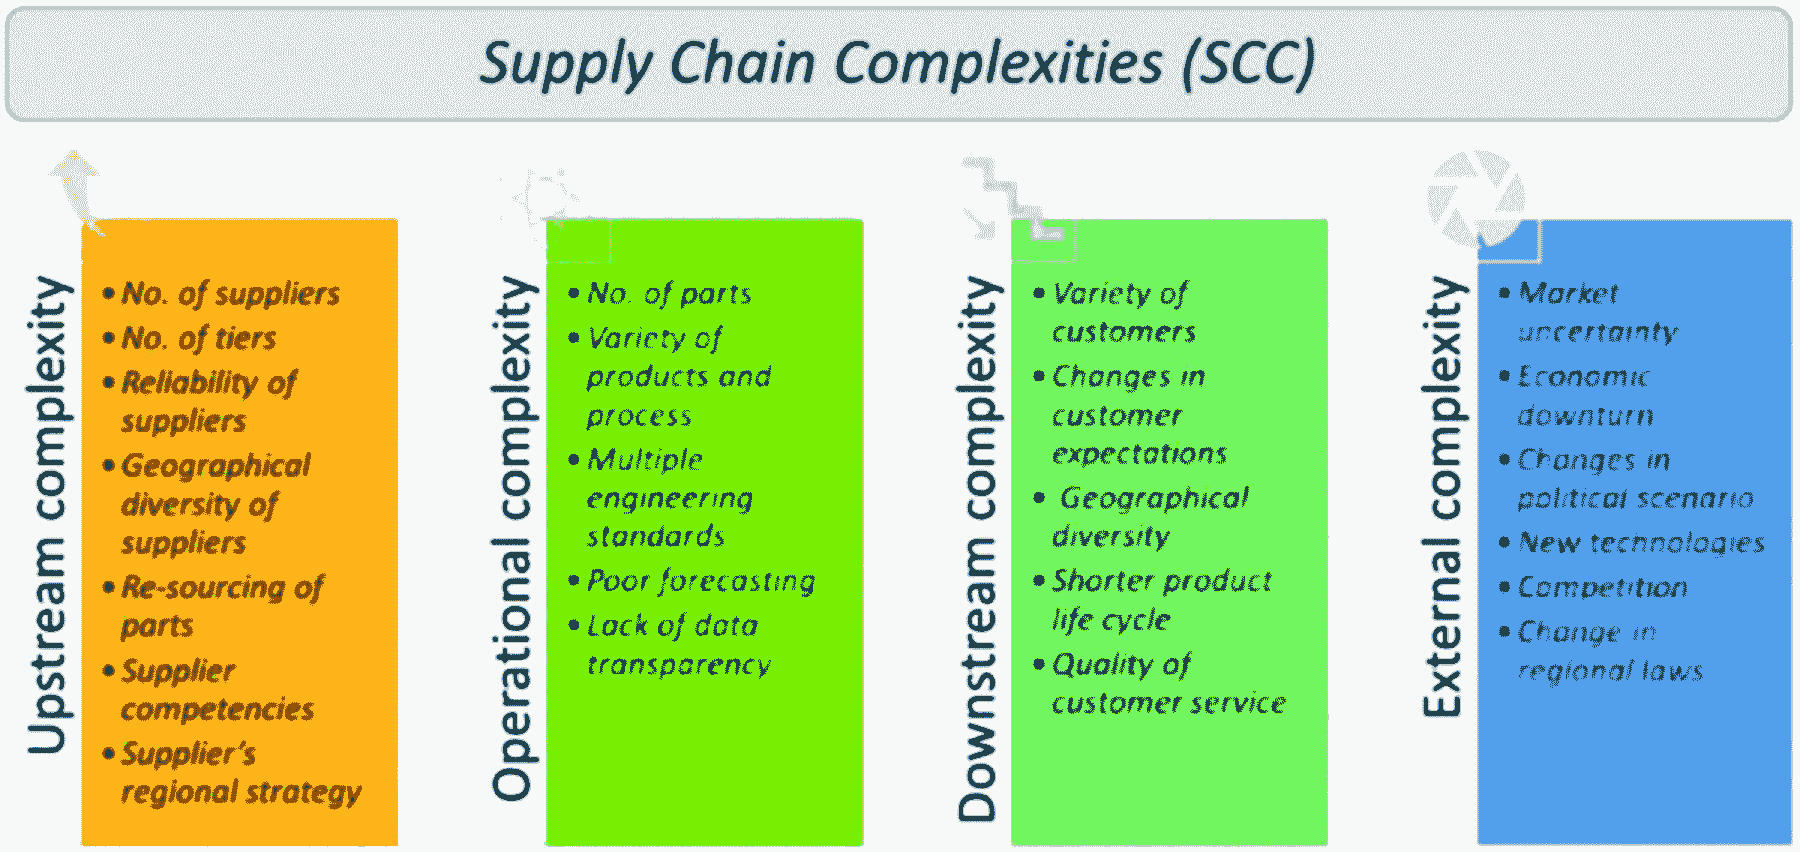 Supply Chain Complexities (SCC)
Upstream complexity
• No. of suppliers
• No. of tiers
• Reliability of
suppliers
• Geographical
diversity of
suppliers
• Re-sourcing of
parts
• Supplier
competencies
• Supplier's
regional strategy
Operational complexity
• No. of parts
• Variety of
products and
process
• Multiple
engineering
standards
• Poor forecasting
• Lack of data
transparency
Downstream complexity
• Variety of
customers
• Changes in
customer
expectations
• Geographical
diversity
• Shorter product
life cycle
• Quality of
customer service
External complexity
• Market
uncertainty
• Economic
downturn
• Changes in
political scenario
• New technologies
• Competition
• Change in
regional laws